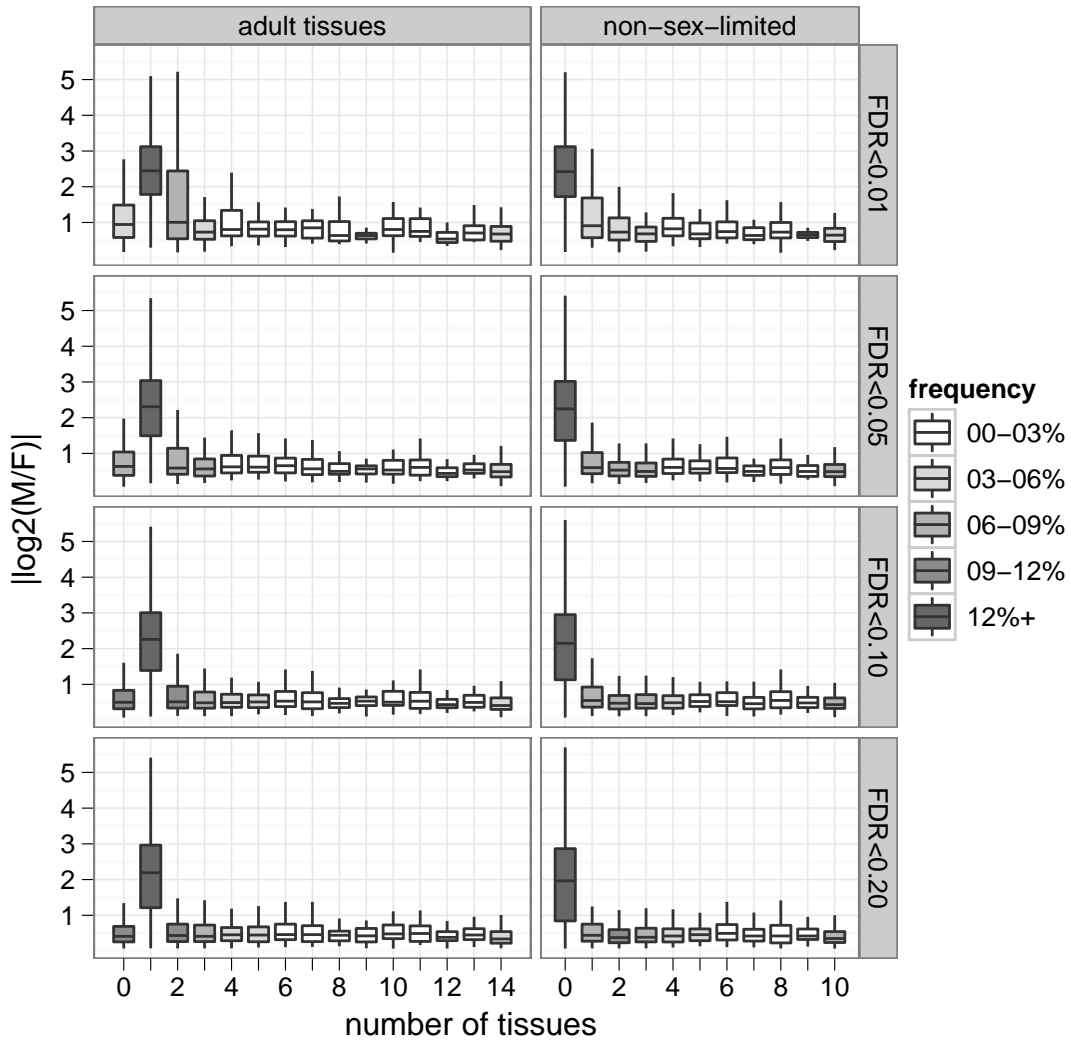 adult tissues
non−sex−limited
5
4
3
2
1
FDR<0.01
5
4
3
2
1
FDR<0.05
5
4
3
2
1
FDR<0.10
5
4
3
2
1
FDR<0.20
|log2(M/F)|
0 2 4 6 8 10 12 14
0 2 4 6 8 10
number of tissues
frequency
00−03%
03−06%
06−09%
09−12%
12%+